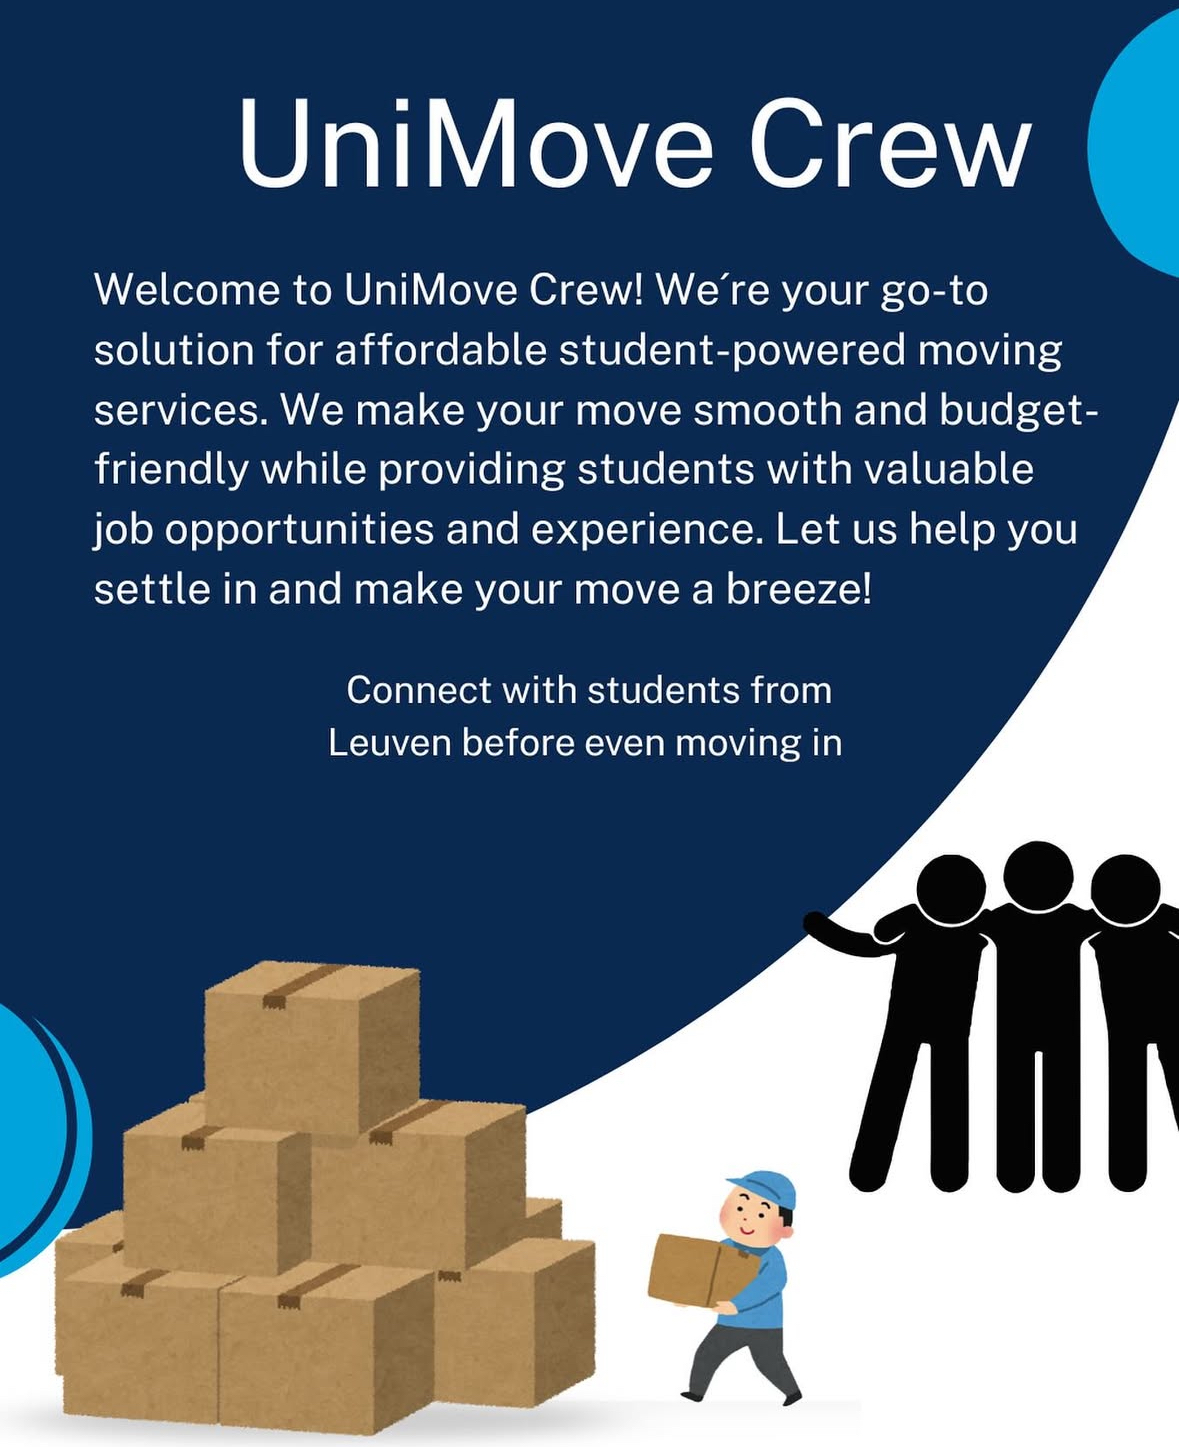 UniMove Crew
Welcome to UniMove Crew! We´re your go-to
solution for affordable student-powered moving
services. We make your move smooth and budget-
friendly while providing students with valuable
job opportunities and experience. Let us help you
settle in and make your move a breeze!
Connect with students from
Leuven before even moving in